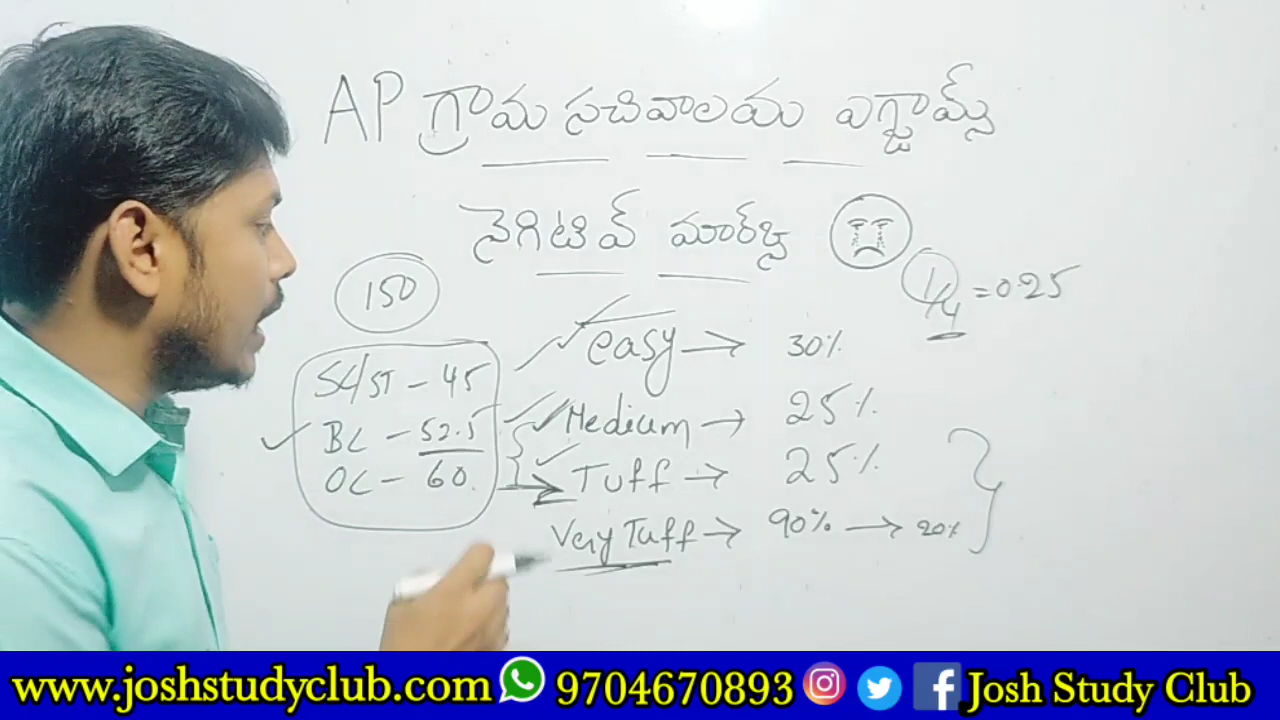 AP గ్రామ సచివాలయ ఎగ్జామ్స్
నెగిటివ్ మార్క్స్
1/4 = 0.25
150
SC/ST - 45
BC - 52.5
OC - 60
easy → 30%
Medium → 25%
Tuff → 25%
Very Tuff → 90% → 20%
www.joshstudyclub.com 9704670893 Josh Study Club